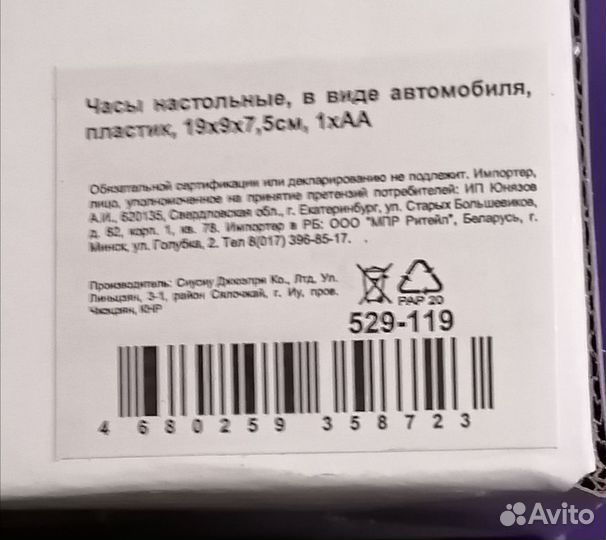 Часы настольные, в виде автомобиля,
пластик, 19х9х7,5см, 1хАА
Обязательной сертификации или декларированию не подлежит. Импортер,
лицо, уполномоченное на принятие претензий потребителей: ИП Юнязов
А.И., 620135, Свердловская обл., г. Екатеринбург, ул. Старых Большевиков,
д. 82, корп. 1, кв. 78. Импортер в РБ: ООО "МПР Ритейл", Беларусь, г.
Минск, ул. Голубка, 2. Тел 8(017) 396-85-17.
Производитель: Сиусиу Джоэлри Ко., Лтд, Ул.
Линьцзян, 3-1, район Сялочжай, г. Иу, пров.
Чжэцзян, КНР
PAP 20
529-119
4 680259 358723
Avito